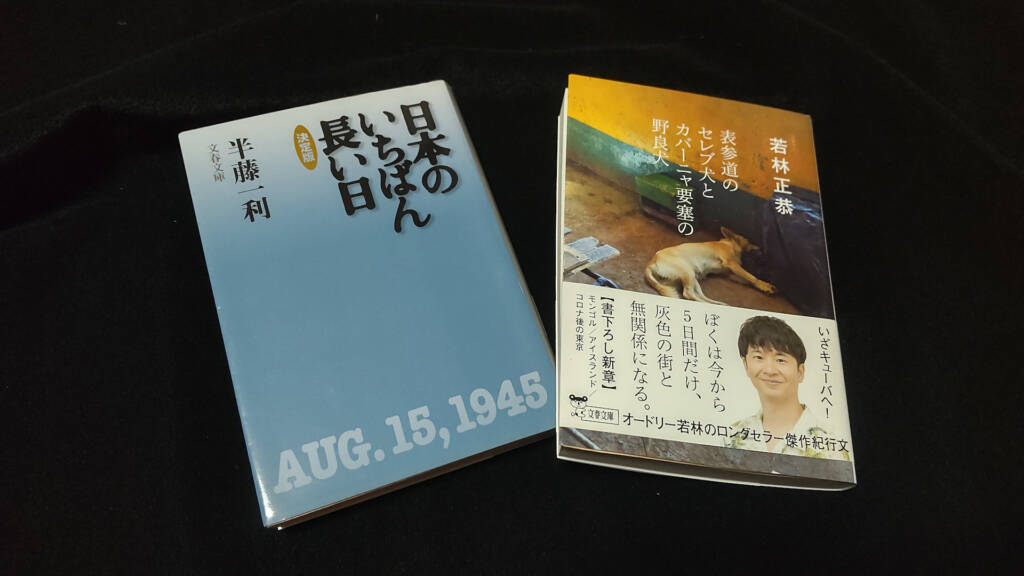 日本の
いちばん
長い日
決定版
半藤一利
文春文庫
AUG. 15, 1945
若林正恭
表参道の
セレブ犬と
カバーニャ要塞の
野良犬
いざキューバへ!
ぼくは今から
5日間だけ、
灰色の街と
無関係になる。
【書下ろし新章】
モンゴル/アイスランド/
コロナ後の東京
文春文庫
オードリー若林のロングセラー傑作紀行文